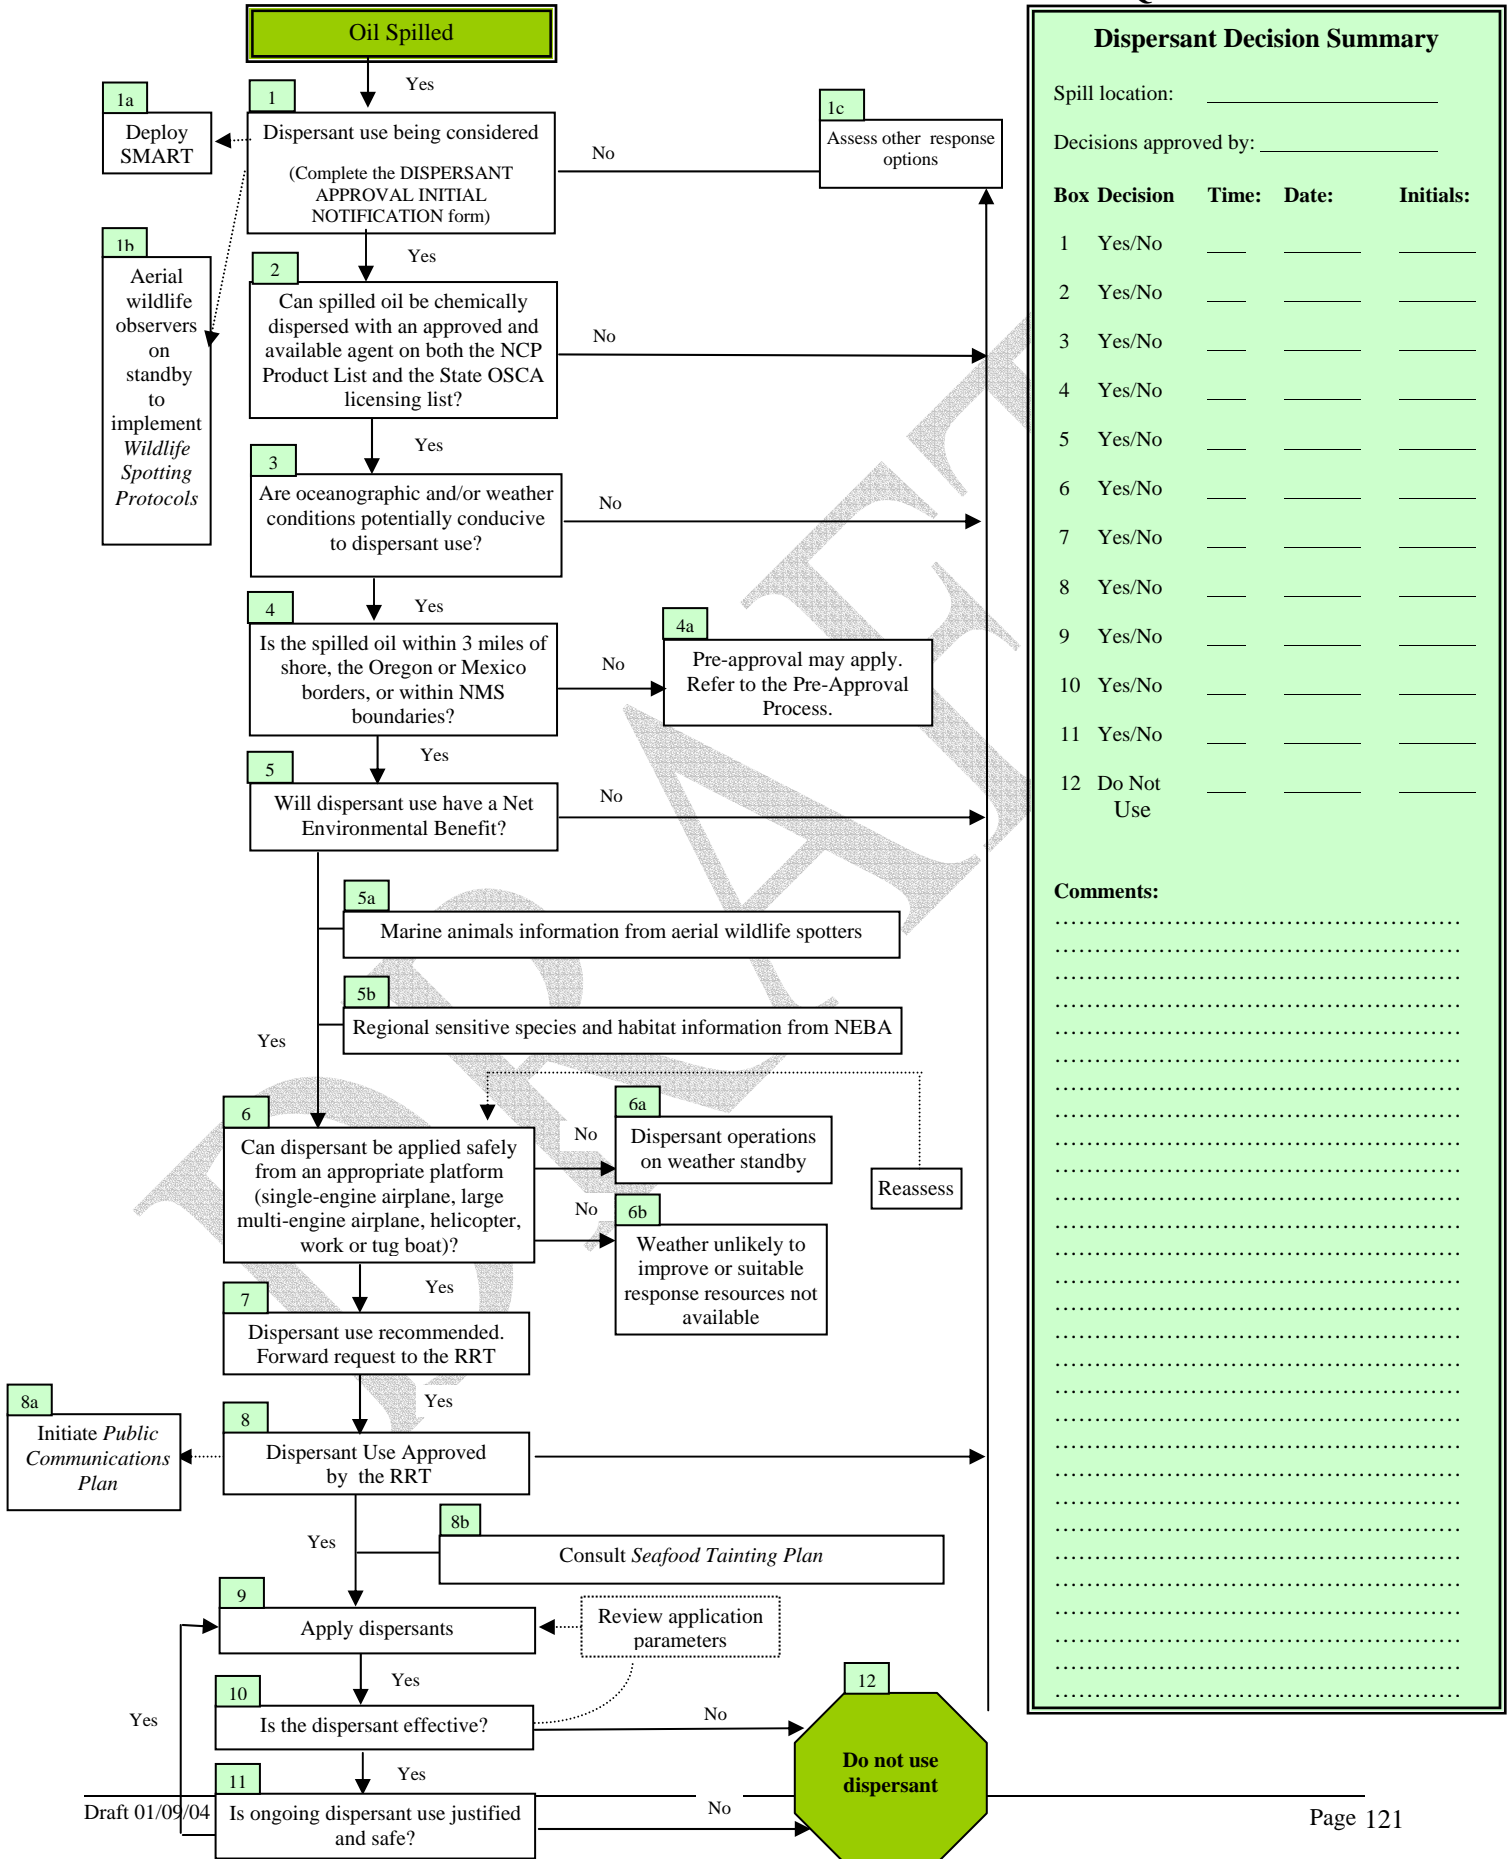 Oil Spilled
Yes
1a
Deploy
SMART
1
Dispersant use being considered
(Complete the DISPERSANT
APPROVAL INITIAL
NOTIFICATION form)
No
1c
Assess other response
options
1b
Aerial
wildlife
observers
on
standby
to
implement
Wildlife
Spotting
Protocols
Yes
2
Can spilled oil be chemically
dispersed with an approved and
available agent on both the NCP
Product List and the State OSCA
licensing list?
No
Yes
3
Are oceanographic and/or weather
conditions potentially conducive
to dispersant use?
No
Yes
4
Is the spilled oil within 3 miles of
shore, the Oregon or Mexico
borders, or within NMS
boundaries?
No
4a
Pre-approval may apply.
Refer to the Pre-Approval
Process.
Yes
5
Will dispersant use have a Net
Environmental Benefit?
No
5a
Marine animals information from aerial wildlife spotters
5b
Regional sensitive species and habitat information from NEBA
Yes
6
Can dispersant be applied safely
from an appropriate platform
(single-engine airplane, large
multi-engine airplane, helicopter,
work or tug boat)?
No
6a
Dispersant operations
on weather standby
Reassess
No
6b
Weather unlikely to
improve or suitable
response resources not
available
Yes
7
Dispersant use recommended.
Forward request to the RRT
Yes
8a
Initiate Public
Communications
Plan
8
Dispersant Use Approved
by the RRT
Yes
8b
Consult Seafood Tainting Plan
9
Apply dispersants
Review application
parameters
Yes
10
Is the dispersant effective?
No
12
Do not use
dispersant
Yes
Yes
11
Is ongoing dispersant use justified
and safe?
No
Dispersant Decision Summary
Spill location:
Decisions approved by:
Box Decision Time: Date: Initials:
1 Yes/No
2 Yes/No
3 Yes/No
4 Yes/No
5 Yes/No
6 Yes/No
7 Yes/No
8 Yes/No
9 Yes/No
10 Yes/No
11 Yes/No
12 Do Not
Use
Comments:
DRAFT
Draft 01/09/04
Page 121